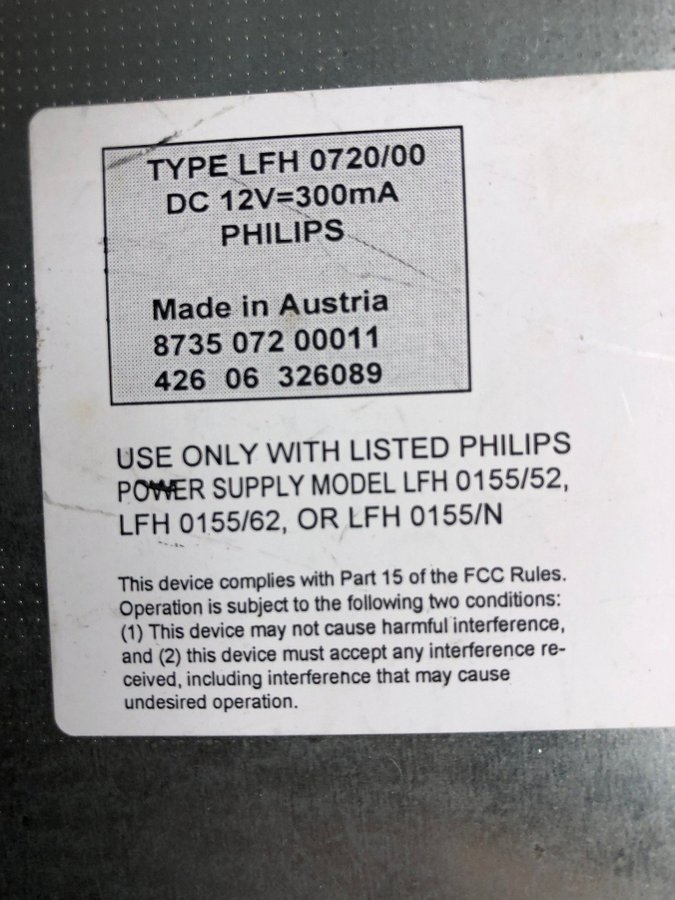 TYPE LFH 0720/00
DC 12V=300mA
PHILIPS
Made in Austria
8735 072 00011
426 06 326089
USE ONLY WITH LISTED PHILIPS
POWER SUPPLY MODEL LFH 0155/52,
LFH 0155/62, OR LFH 0155/N
This device complies with Part 15 of the FCC Rules.
Operation is subject to the following two conditions:
(1) This device may not cause harmful interference,
and (2) this device must accept any interference re-
ceived, including interference that may cause
undesired operation.